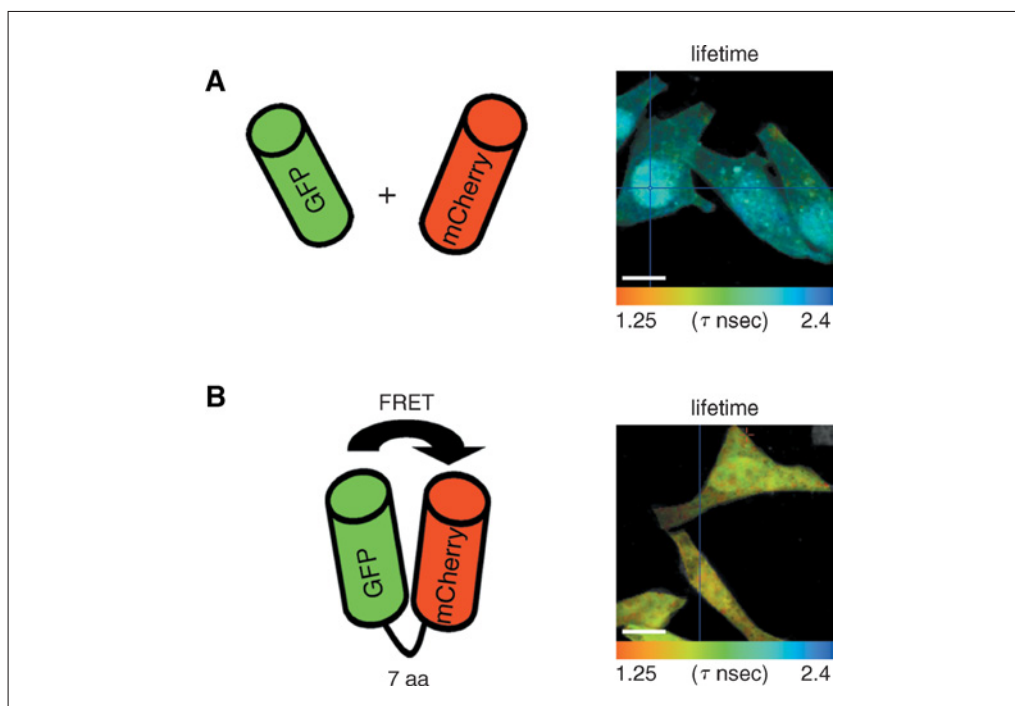 A
lifetime
GFP
+
mCherry
1.25 (τ nsec) 2.4
B
FRET
lifetime
GFP
mCherry
7 aa
1.25 (τ nsec) 2.4